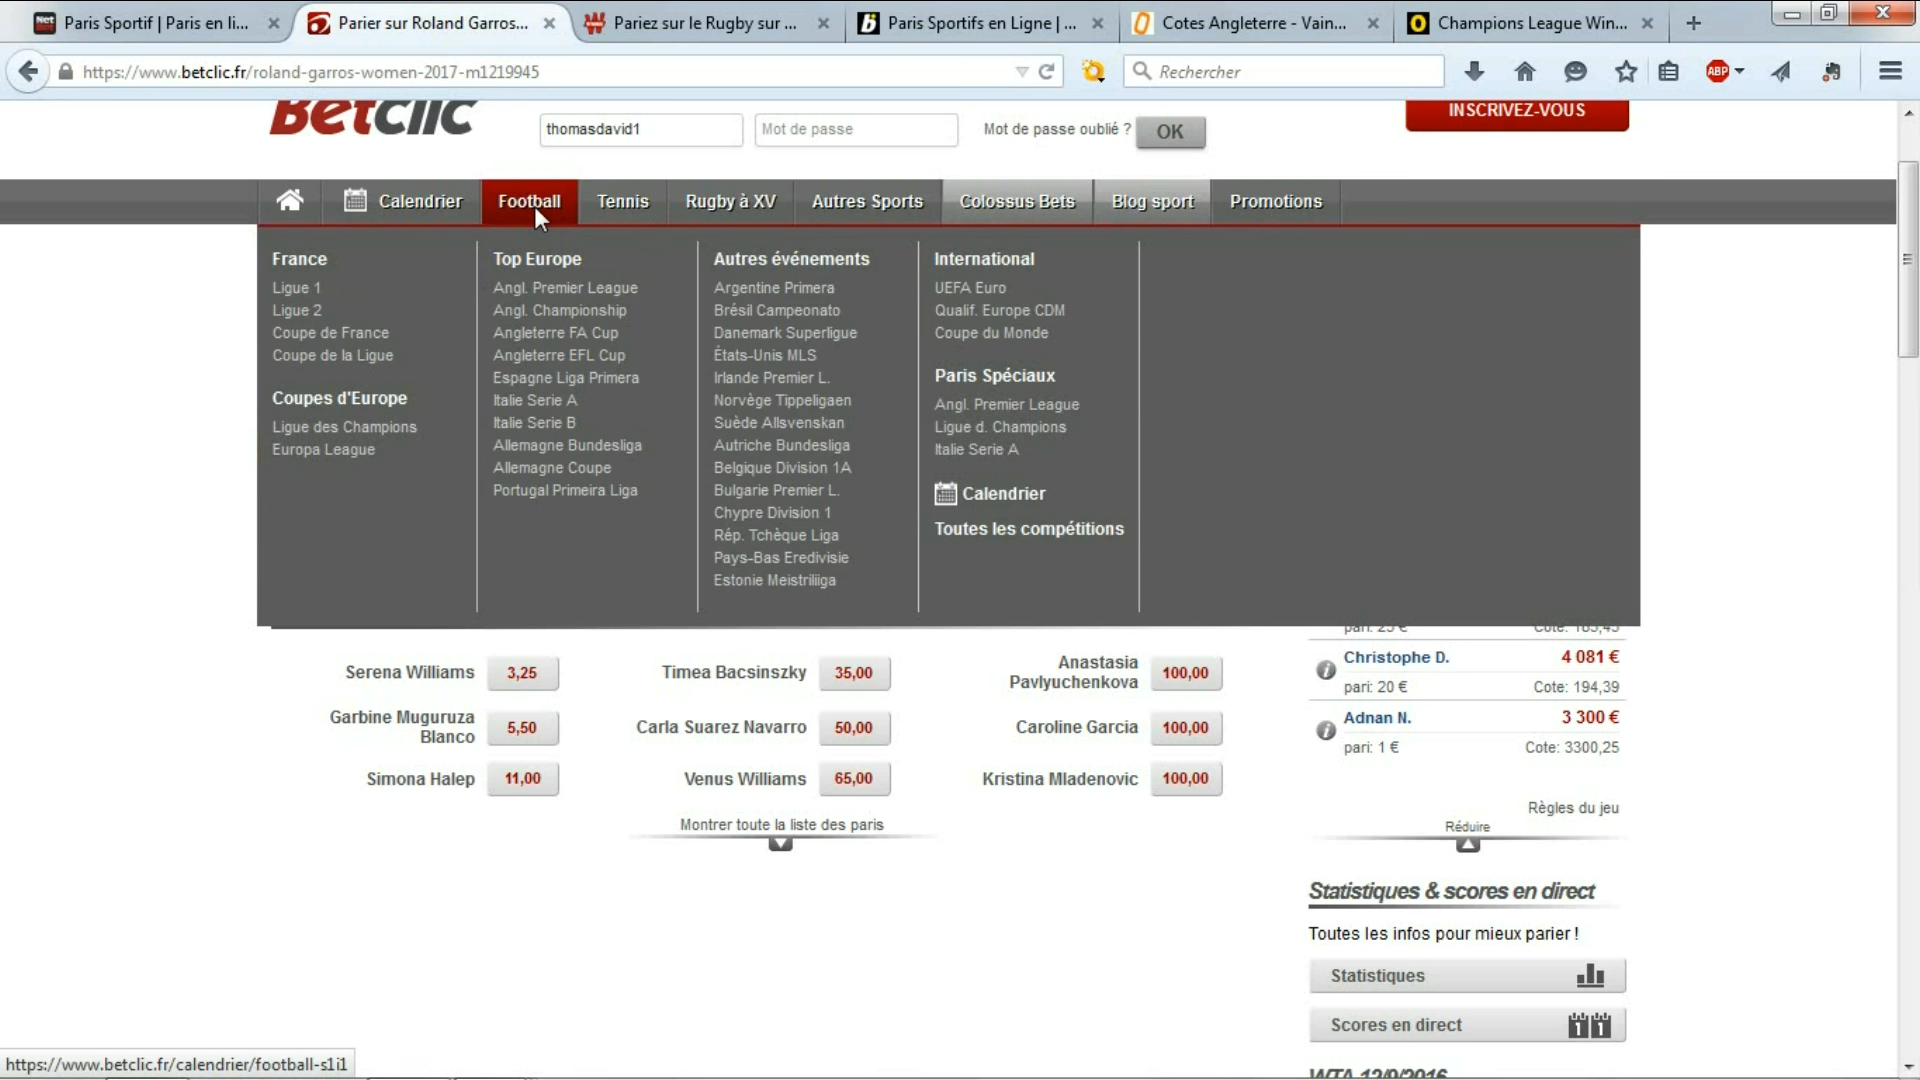 Paris Sportif | Paris en li...
Parier sur Roland Garros...
Pariez sur le Rugby sur ...
Paris Sportifs en Ligne | ...
Cotes Angleterre - Vain...
Champions League Win...
https://www.betclic.fr/roland-garros-women-2017-m1219945
Rechercher
ABP
Betclic
thomasdavid1
Mot de passe
Mot de passe oublié ?
OK
INSCRIVEZ-VOUS
Calendrier
Football
Tennis
Rugby à XV
Autres Sports
Colossus Bets
Blog sport
Promotions
France
Ligue 1
Ligue 2
Coupe de France
Coupe de la Ligue
Coupes d'Europe
Ligue des Champions
Europa League
Top Europe
Angl. Premier League
Angl. Championship
Angleterre FA Cup
Angleterre EFL Cup
Espagne Liga Primera
Italie Serie A
Italie Serie B
Allemagne Bundesliga
Allemagne Coupe
Portugal Primeira Liga
Autres événements
Argentine Primera
Brésil Campeonato
Danemark Superligue
États-Unis MLS
Irlande Premier L.
Norvège Tippeligaen
Suède Allsvenskan
Autriche Bundesliga
Belgique Division 1A
Bulgarie Premier L.
Chypre Division 1
Rép. Tchèque Liga
Pays-Bas Eredivisie
Estonie Meistriliiga
International
UEFA Euro
Qualif. Europe CDM
Coupe du Monde
Paris Spéciaux
Angl. Premier League
Ligue d. Champions
Italie Serie A
Calendrier
Toutes les compétitions
Serena Williams 3,25
Timea Bacsinszky 35,00
Anastasia
Pavlyuchenkova 100,00
Garbine Muguruza
Blanco 5,50
Carla Suarez Navarro 50,00
Caroline Garcia 100,00
Simona Halep 11,00
Venus Williams 65,00
Kristina Mladenovic 100,00
Montrer toute la liste des paris
pari: 25 € Cote: 185,45
Christophe D. 4 081 €
pari: 20 € Cote: 194,39
Adnan N. 3 300 €
pari: 1 € Cote: 3300,25
Règles du jeu
Réduire
Statistiques & scores en direct
Toutes les infos pour mieux parier !
Statistiques
Scores en direct
WTA 12/9/2016
https://www.betclic.fr/calendrier/football-s1i1